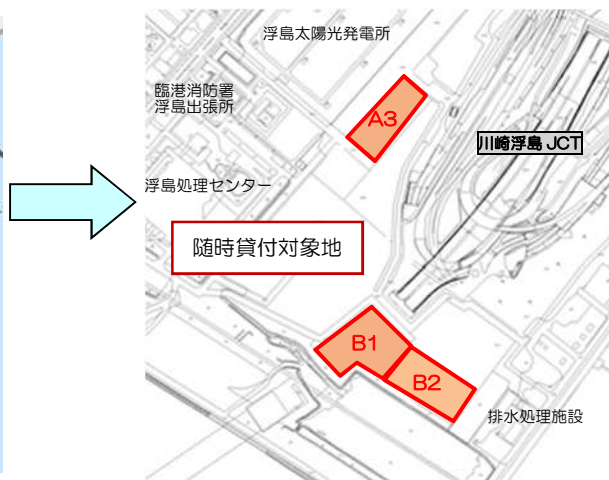 浮島太陽光発電所
臨港消防署
浮島出張所
A3
川崎浮島 JCT
浮島処理センター
随時貸付対象地
B1
B2
排水処理施設